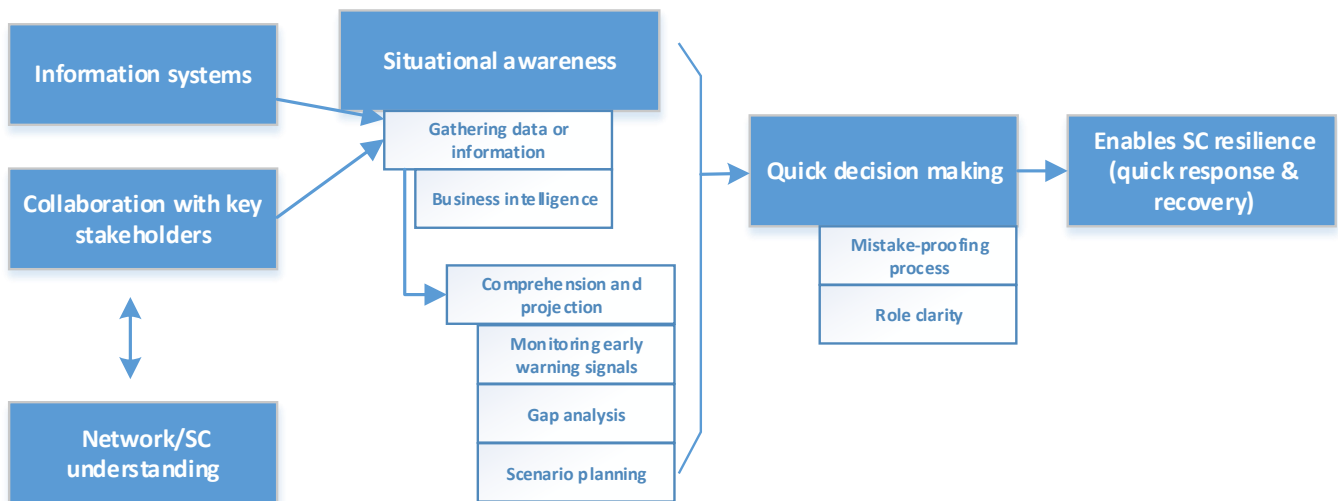 Information systems
Collaboration with key
stakeholders
Network/SC
understanding
Situational awareness
Gathering data or
information
Business intelligence
Comprehension and
projection
Monitoring early
warning signals
Gap analysis
Scenario planning
Quick decision making
Mistake-proofing
process
Role clarity
Enables SC resilience
(quick response &
recovery)